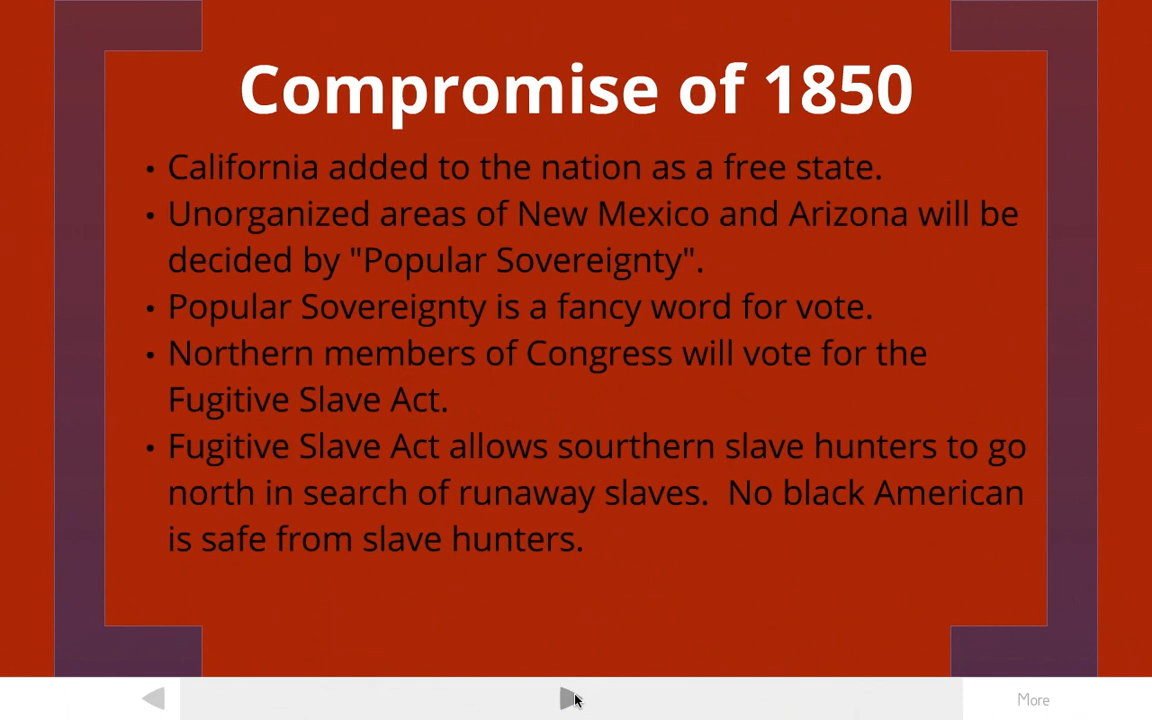 Compromise of 1850
• California added to the nation as a free state.
• Unorganized areas of New Mexico and Arizona will be
decided by "Popular Sovereignty".
• Popular Sovereignty is a fancy word for vote.
• Northern members of Congress will vote for the
Fugitive Slave Act.
• Fugitive Slave Act allows sourthern slave hunters to go
north in search of runaway slaves.  No black American
is safe from slave hunters.
More